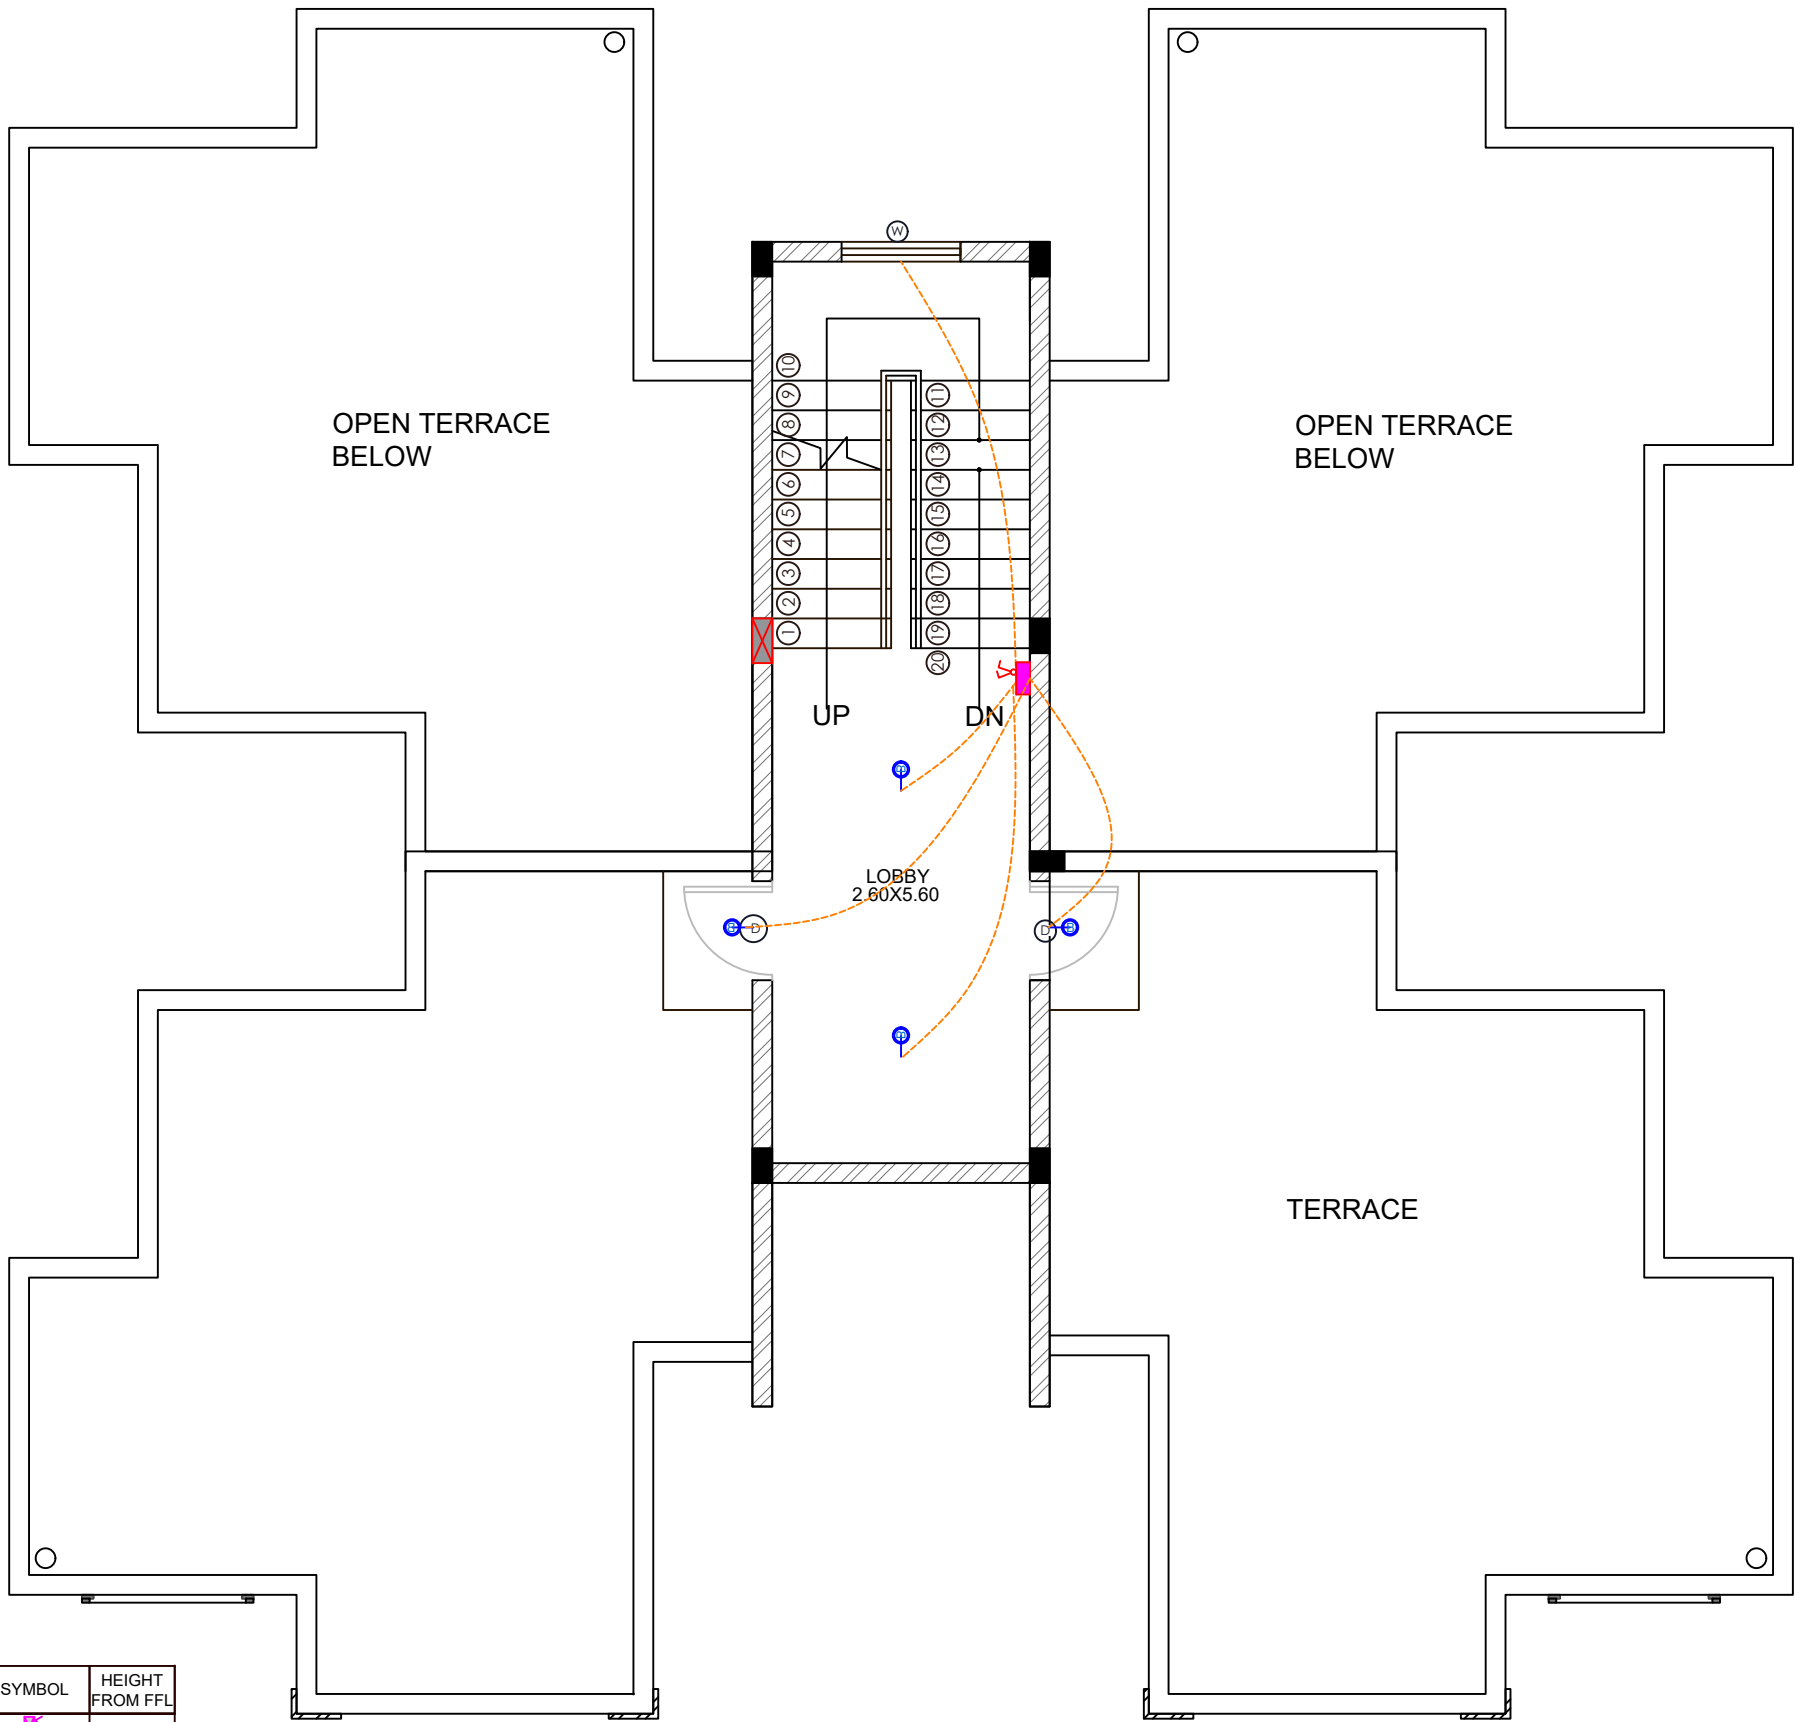 W
OPEN TERRACE
BELOW
OPEN TERRACE
BELOW
10
9
8
7
6
5
4
3
2
1
11
12
13
14
15
16
17
18
19
20
UP
DN
B
LOBBY
2.60X5.60
B
D
D
B
B
TERRACE
SYMBOL
HEIGHT
FROM FFL